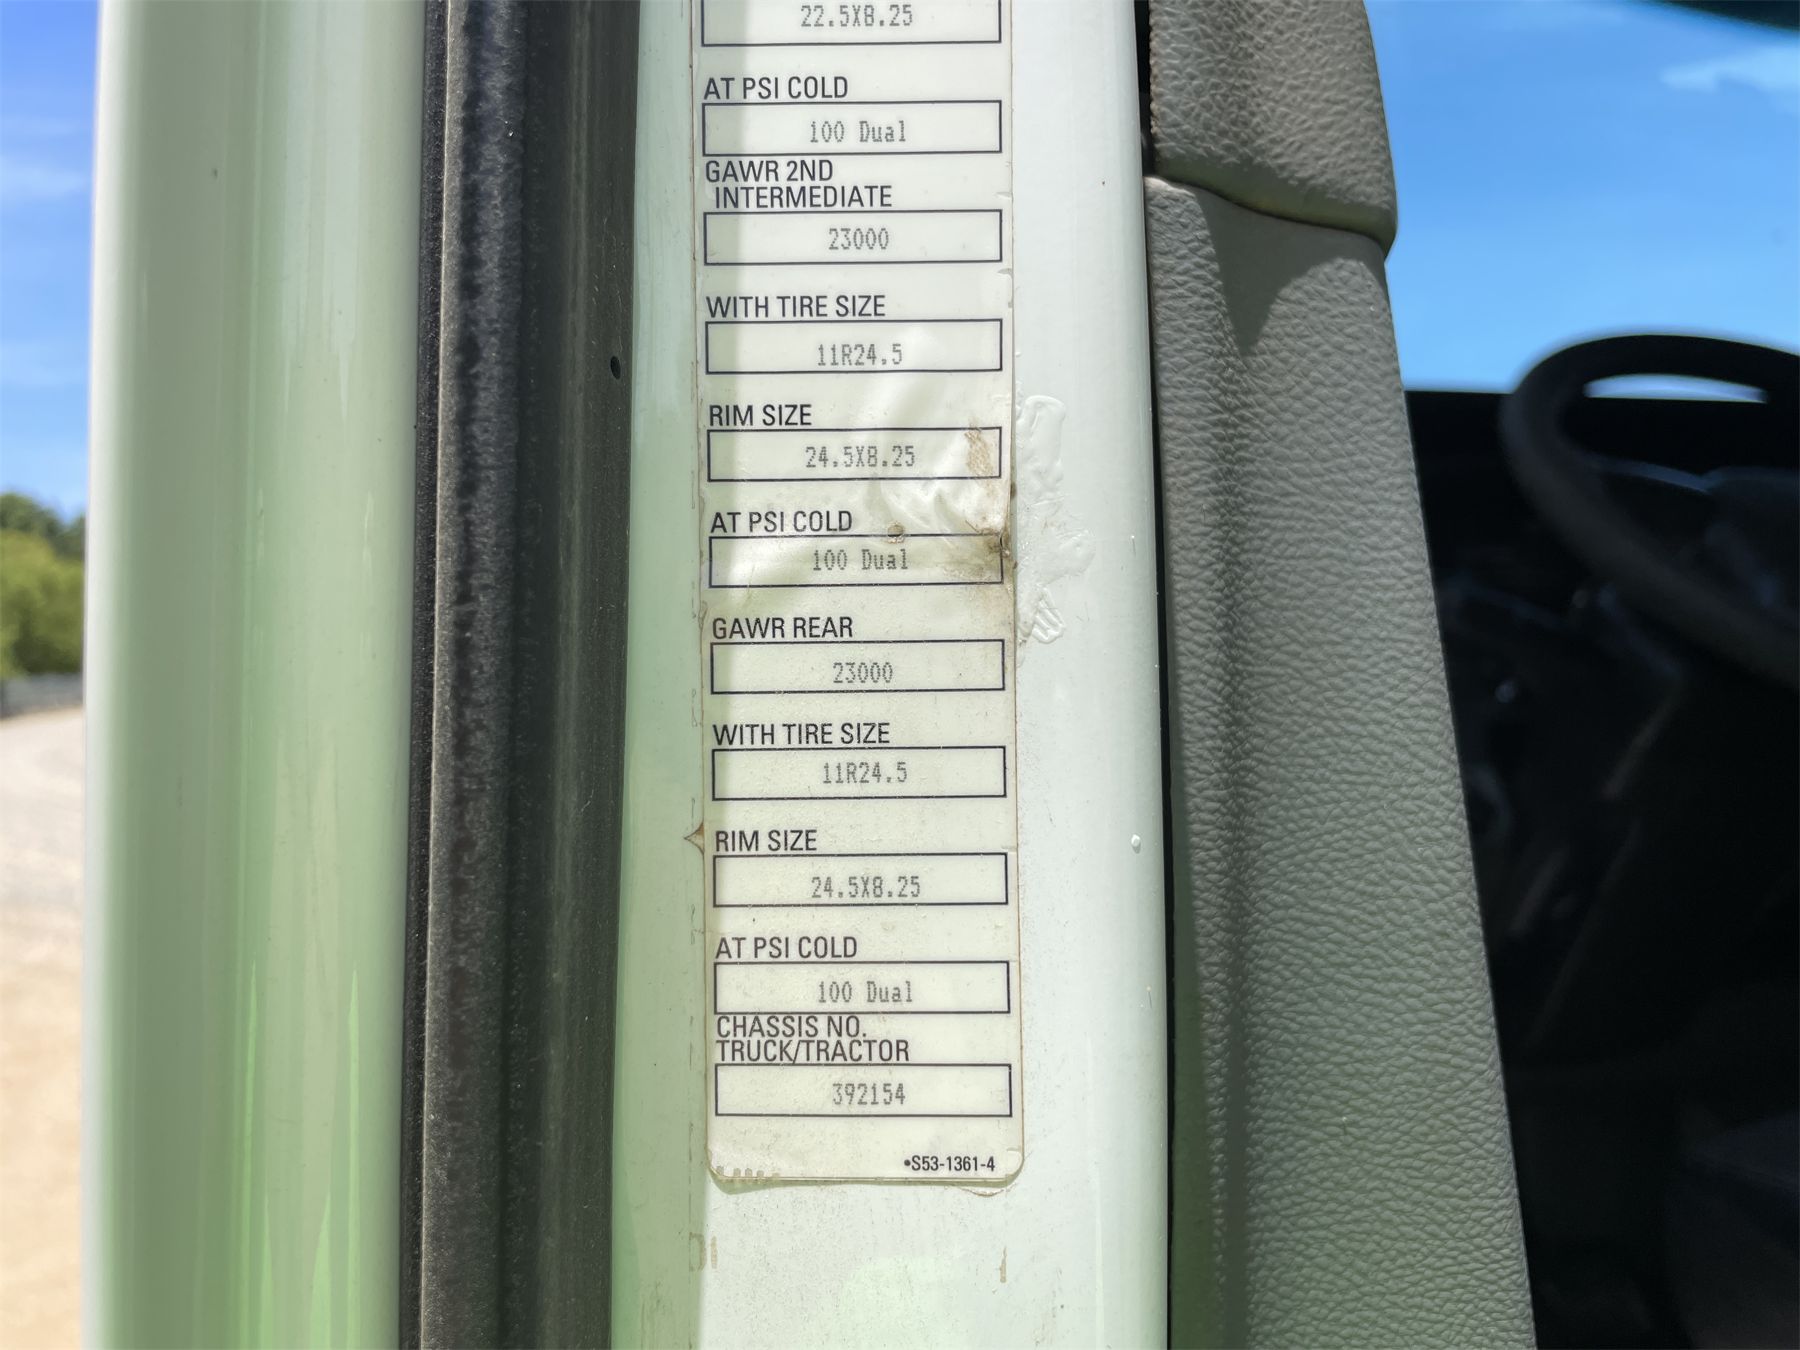 22.5X8.25
AT PSI COLD
100 Dual
GAWR 2ND
INTERMEDIATE
23000
WITH TIRE SIZE
11R24.5
RIM SIZE
24.5X8.25
AT PSI COLD
100 Dual
GAWR REAR
23000
WITH TIRE SIZE
11R24.5
RIM SIZE
24.5X8.25
AT PSI COLD
100 Dual
CHASSIS NO.
TRUCK/TRACTOR
392154
•S53-1361-4